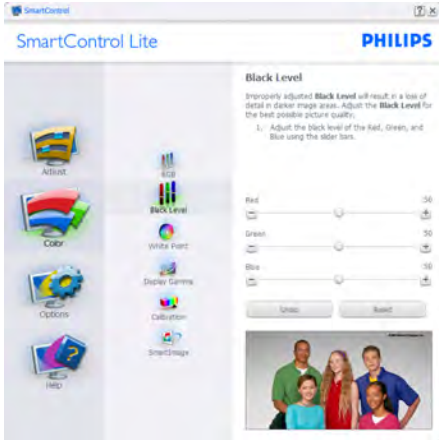 SmartControl
SmartControl Lite
PHILIPS
Adjust
Color
Options
Help
RGB
Black Level
White Point
Display Gamma
Calibration
SmartImage
Black Level
Improperly adjusted Black Level will result in a loss of
detail in darker image areas. Adjust the Black Level for
the best possible picture quality.
1. Adjust the black level of the Red, Green, and
Blue using the slider bars.
Red 50
Green 50
Blue 50
Undo Reset